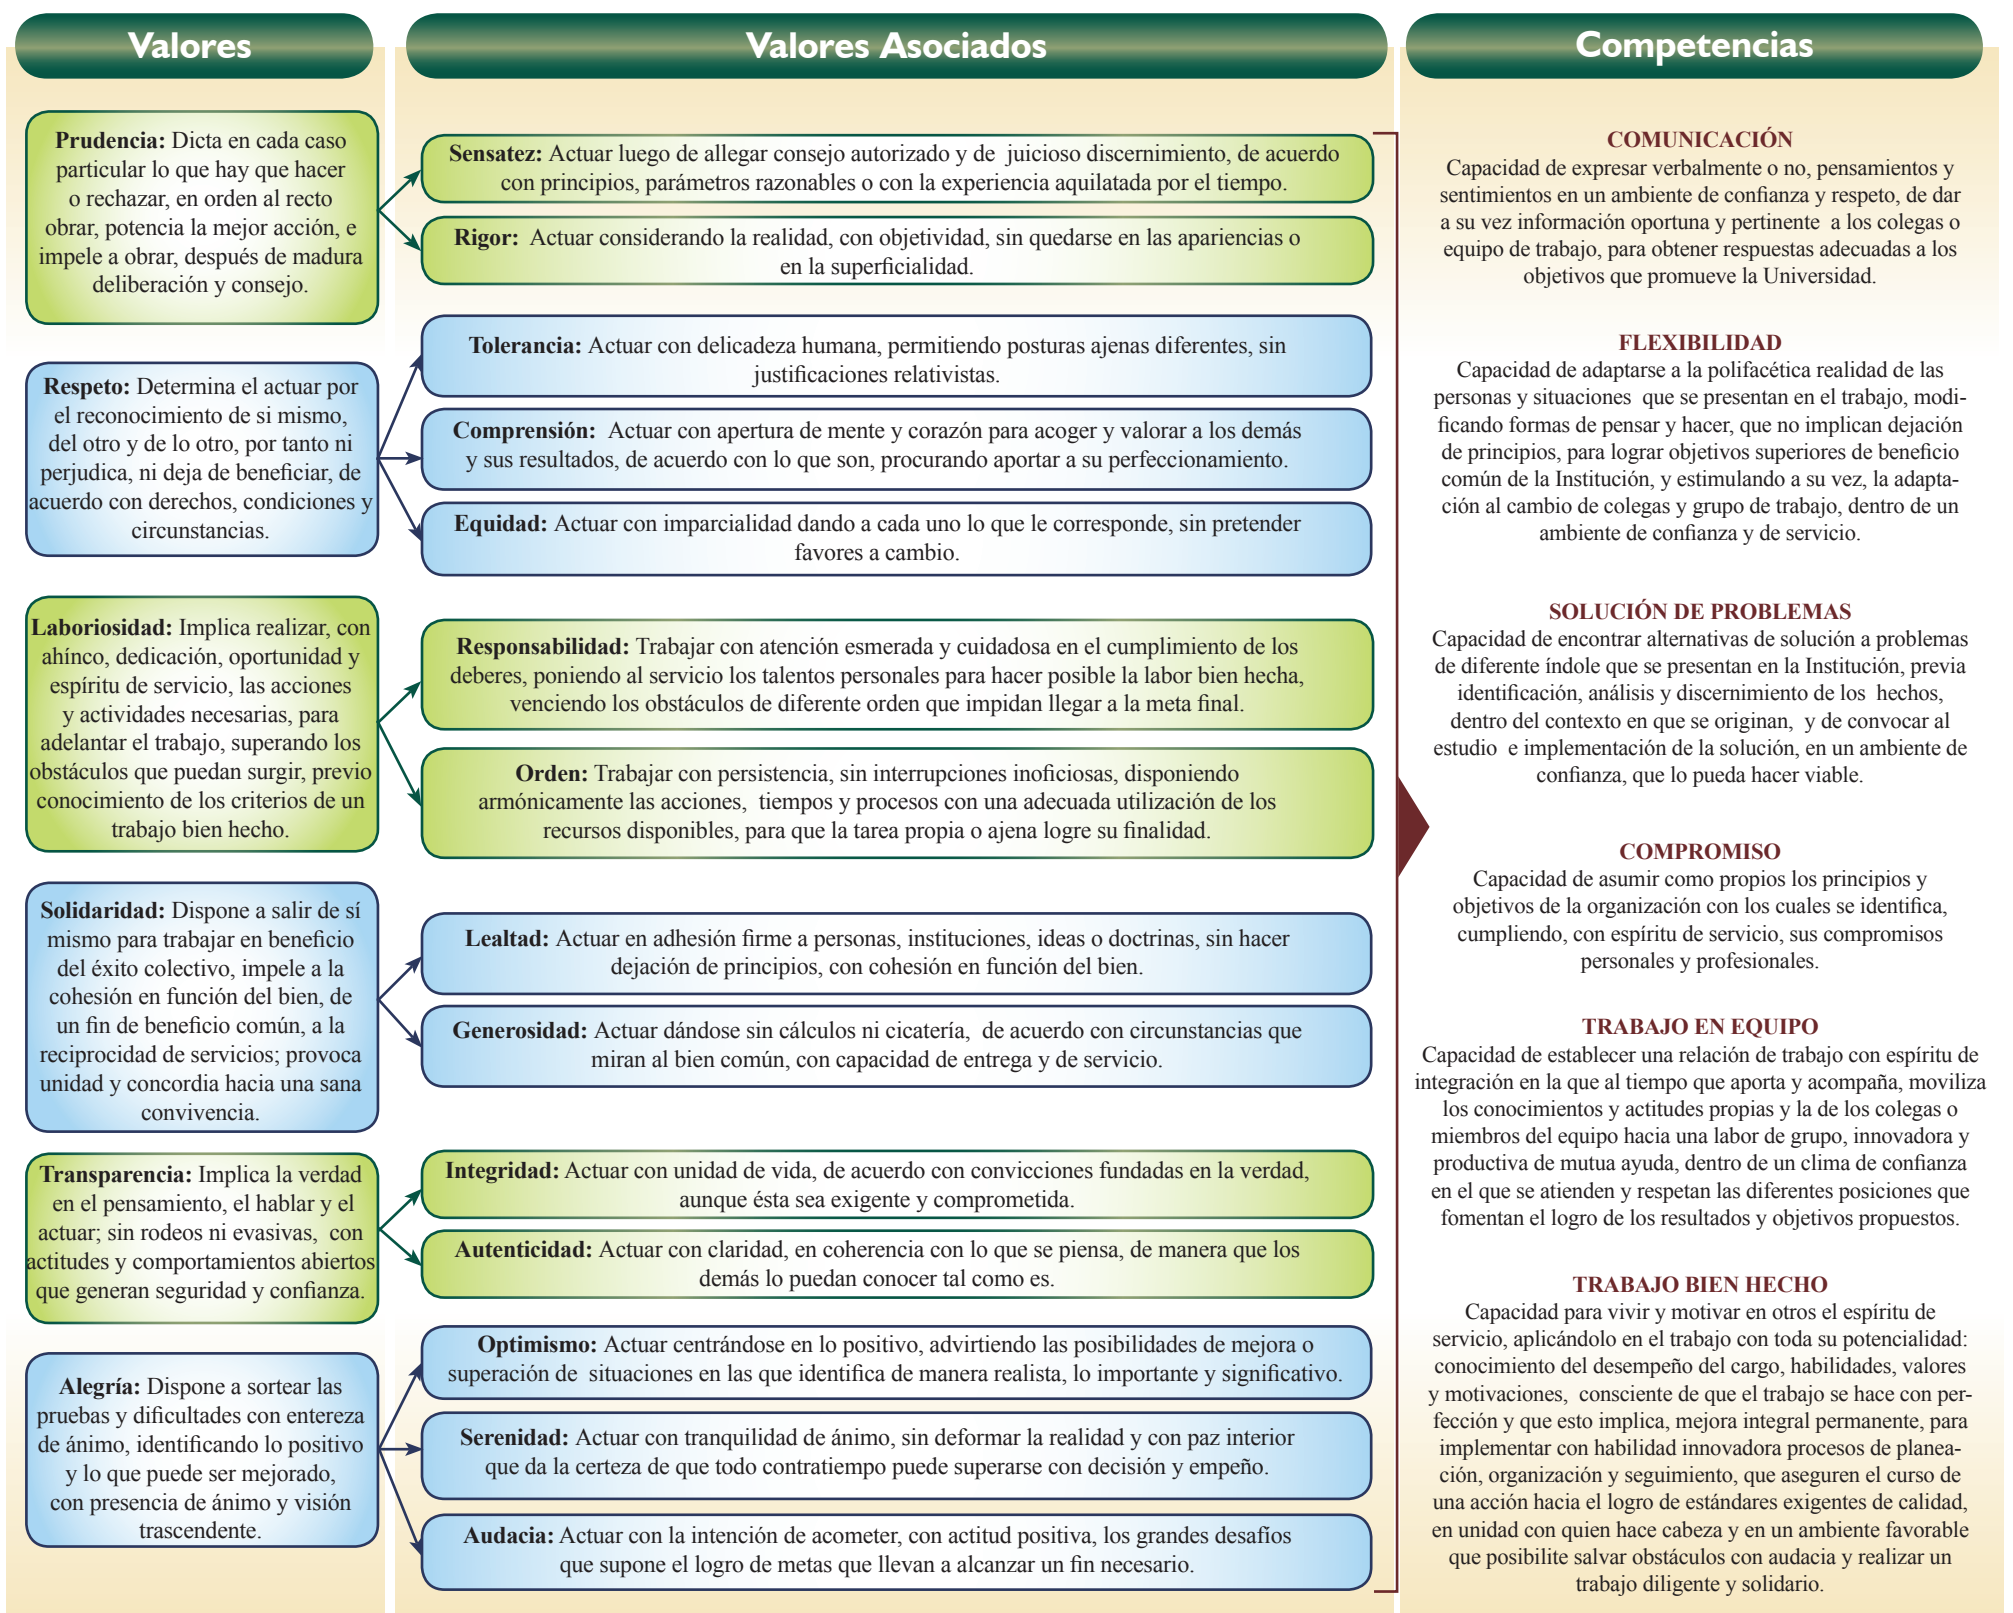 Valores
Prudencia: Dicta en cada caso
particular lo que hay que hacer
o rechazar, en orden al recto
obrar, potencia la mejor acción, e
impele a obrar, después de madura
deliberación y consejo.
Respeto: Determina el actuar por
el reconocimiento de si mismo,
del otro y de lo otro, por tanto ni
perjudica, ni deja de beneficiar, de
acuerdo con derechos, condiciones y
circunstancias.
Laboriosidad: Implica realizar, con
ahínco, dedicación, oportunidad y
espíritu de servicio, las acciones
y actividades necesarias, para
adelantar el trabajo, superando los
obstáculos que puedan surgir, previo
conocimiento de los criterios de un
trabajo bien hecho.
Solidaridad: Dispone a salir de sí
mismo para trabajar en beneficio
del éxito colectivo, impele a la
cohesión en función del bien, de
un fin de beneficio común, a la
reciprocidad de servicios; provoca
unidad y concordia hacia una sana
convivencia.
Transparencia: Implica la verdad
en el pensamiento, el hablar y el
actuar; sin rodeos ni evasivas, con
actitudes y comportamientos abiertos
que generan seguridad y confianza.
Alegría: Dispone a sortear las
pruebas y dificultades con entereza
de ánimo, identificando lo positivo
y lo que puede ser mejorado,
con presencia de ánimo y visión
trascendente.
Valores Asociados
Sensatez: Actuar luego de allegar consejo autorizado y de juicioso discernimiento, de acuerdo
con principios, parámetros razonables o con la experiencia aquilatada por el tiempo.
Rigor: Actuar considerando la realidad, con objetividad, sin quedarse en las apariencias o
en la superficialidad.
Tolerancia: Actuar con delicadeza humana, permitiendo posturas ajenas diferentes, sin
justificaciones relativistas.
Comprensión: Actuar con apertura de mente y corazón para acoger y valorar a los demás
y sus resultados, de acuerdo con lo que son, procurando aportar a su perfeccionamiento.
Equidad: Actuar con imparcialidad dando a cada uno lo que le corresponde, sin pretender
favores a cambio.
Responsabilidad: Trabajar con atención esmerada y cuidadosa en el cumplimiento de los
deberes, poniendo al servicio los talentos personales para hacer posible la labor bien hecha,
venciendo los obstáculos de diferente orden que impidan llegar a la meta final.
Orden: Trabajar con persistencia, sin interrupciones inoficiosas, disponiendo
armónicamente las acciones, tiempos y procesos con una adecuada utilización de los
recursos disponibles, para que la tarea propia o ajena logre su finalidad.
Lealtad: Actuar en adhesión firme a personas, instituciones, ideas o doctrinas, sin hacer
dejación de principios, con cohesión en función del bien.
Generosidad: Actuar dándose sin cálculos ni cicatería, de acuerdo con circunstancias que
miran al bien común, con capacidad de entrega y de servicio.
Integridad: Actuar con unidad de vida, de acuerdo con convicciones fundadas en la verdad,
aunque ésta sea exigente y comprometida.
Autenticidad: Actuar con claridad, en coherencia con lo que se piensa, de manera que los
demás lo puedan conocer tal como es.
Optimismo: Actuar centrándose en lo positivo, advirtiendo las posibilidades de mejora o
superación de situaciones en las que identifica de manera realista, lo importante y significativo.
Serenidad: Actuar con tranquilidad de ánimo, sin deformar la realidad y con paz interior
que da la certeza de que todo contratiempo puede superarse con decisión y empeño.
Audacia: Actuar con la intención de acometer, con actitud positiva, los grandes desafíos
que supone el logro de metas que llevan a alcanzar un fin necesario.
Competencias
COMUNICACIÓN
Capacidad de expresar verbalmente o no, pensamientos y
sentimientos en un ambiente de confianza y respeto, de dar
a su vez información oportuna y pertinente a los colegas o
equipo de trabajo, para obtener respuestas adecuadas a los
objetivos que promueve la Universidad.
FLEXIBILIDAD
Capacidad de adaptarse a la polifacética realidad de las
personas y situaciones que se presentan en el trabajo, modi-
ficando formas de pensar y hacer, que no implican dejación
de principios, para lograr objetivos superiores de beneficio
común de la Institución, y estimulando a su vez, la adapta-
ción al cambio de colegas y grupo de trabajo, dentro de un
ambiente de confianza y de servicio.
SOLUCIÓN DE PROBLEMAS
Capacidad de encontrar alternativas de solución a problemas
de diferente índole que se presentan en la Institución, previa
identificación, análisis y discernimiento de los hechos,
dentro del contexto en que se originan, y de convocar al
estudio e implementación de la solución, en un ambiente de
confianza, que lo pueda hacer viable.
COMPROMISO
Capacidad de asumir como propios los principios y
objetivos de la organización con los cuales se identifica,
cumpliendo, con espíritu de servicio, sus compromisos
personales y profesionales.
TRABAJO EN EQUIPO
Capacidad de establecer una relación de trabajo con espíritu de
integración en la que al tiempo que aporta y acompaña, moviliza
los conocimientos y actitudes propias y la de los colegas o
miembros del equipo hacia una labor de grupo, innovadora y
productiva de mutua ayuda, dentro de un clima de confianza
en el que se atienden y respetan las diferentes posiciones que
fomentan el logro de los resultados y objetivos propuestos.
TRABAJO BIEN HECHO
Capacidad para vivir y motivar en otros el espíritu de
servicio, aplicándolo en el trabajo con toda su potencialidad:
conocimiento del desempeño del cargo, habilidades, valores
y motivaciones, consciente de que el trabajo se hace con per-
fección y que esto implica, mejora integral permanente, para
implementar con habilidad innovadora procesos de planea-
ción, organización y seguimiento, que aseguren el curso de
una acción hacia el logro de estándares exigentes de calidad,
en unidad con quien hace cabeza y en un ambiente favorable
que posibilite salvar obstáculos con audacia y realizar un
trabajo diligente y solidario.